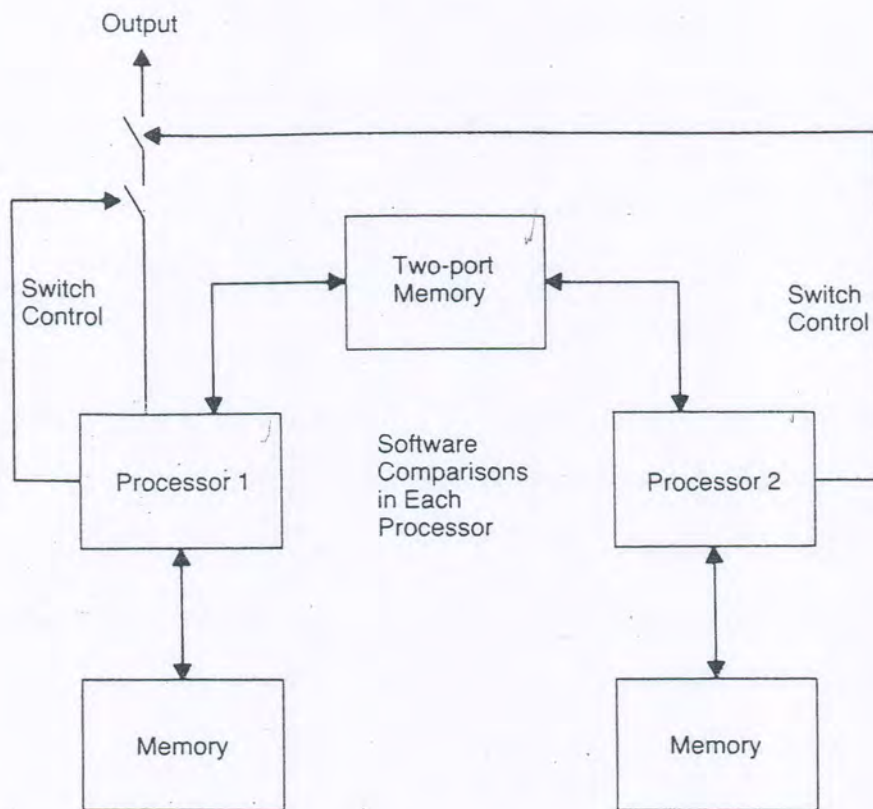 Output
Switch
Control
Two-port
Memory
Switch
Control
Processor 1
Software
Comparisons
in Each
Processor
Processor 2
Memory
Memory